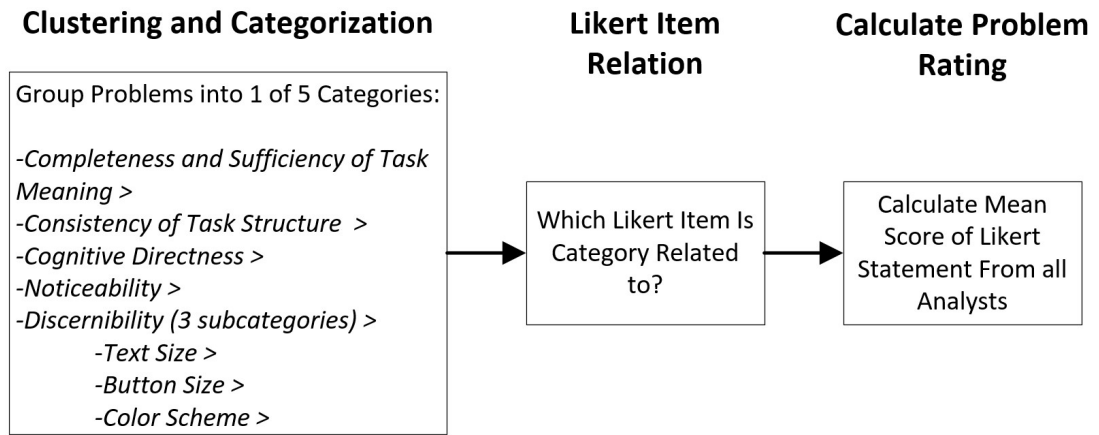 Clustering and Categorization
Group Problems into 1 of 5 Categories:
-Completeness and Sufficiency of Task
Meaning >
-Consistency of Task Structure  >
-Cognitive Directness >
-Noticeability >
-Discernibility (3 subcategories) >
-Text Size >
-Button Size >
-Color Scheme >
Likert Item
Relation
Which Likert Item Is
Category Related
to?
Calculate Problem
Rating
Calculate Mean
Score of Likert
Statement From all
Analysts